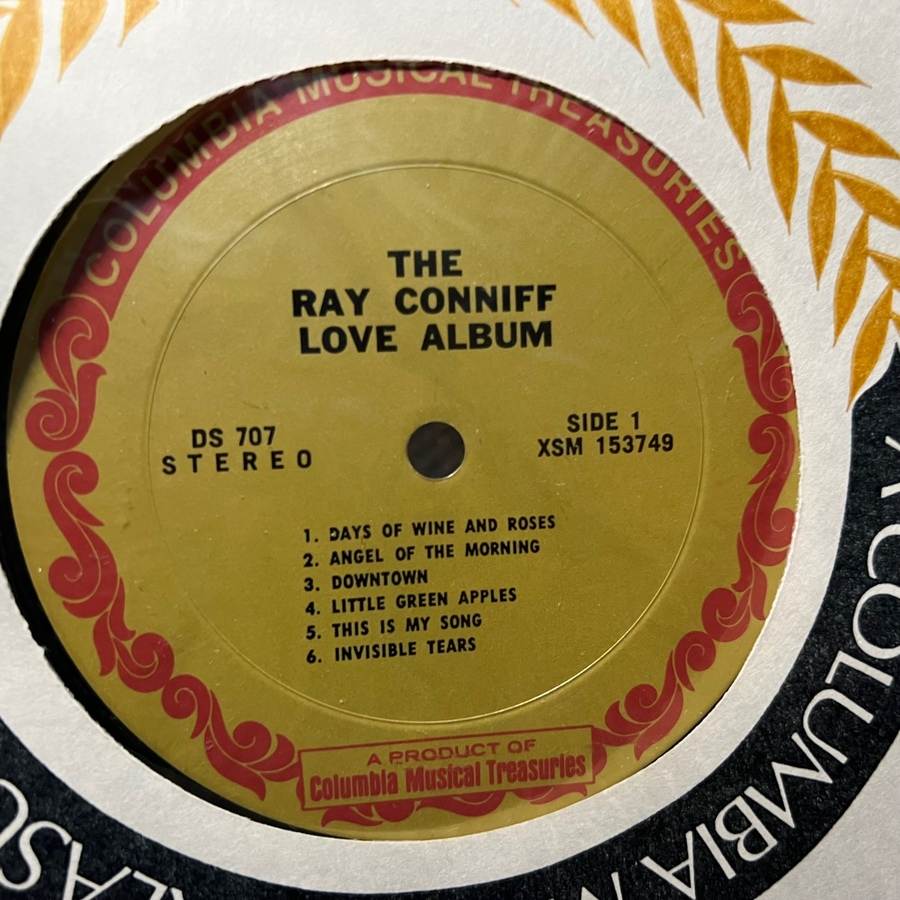 COLUMBIA MUSICAL TREASURES
THE
RAY CONNIFF
LOVE ALBUM
DS 707
STEREO
SIDE 1
XSM 153749
1. DAYS OF WINE AND ROSES
2. ANGEL OF THE MORNING
3. DOWNTOWN
4. LITTLE GREEN APPLES
5. THIS IS MY SONG
6. INVISIBLE TEARS
A PRODUCT OF
Columbia Musical Treasuries
A COLUMBIA